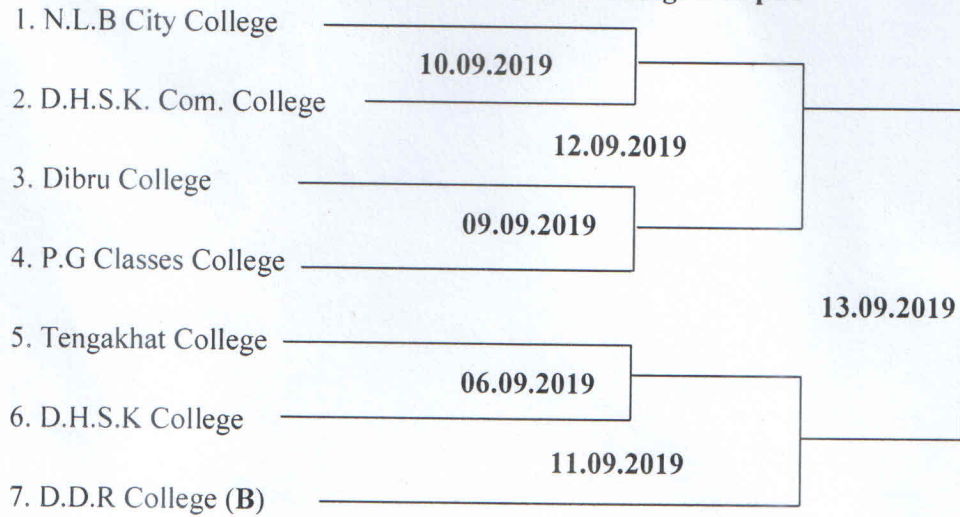 1. N.L.B City College
10.09.2019
2. D.H.S.K. Com. College
12.09.2019
3. Dibru College
09.09.2019
4. P.G Classes College
13.09.2019
5. Tengakhat College
06.09.2019
6. D.H.S.K College
11.09.2019
7. D.D.R College (B)